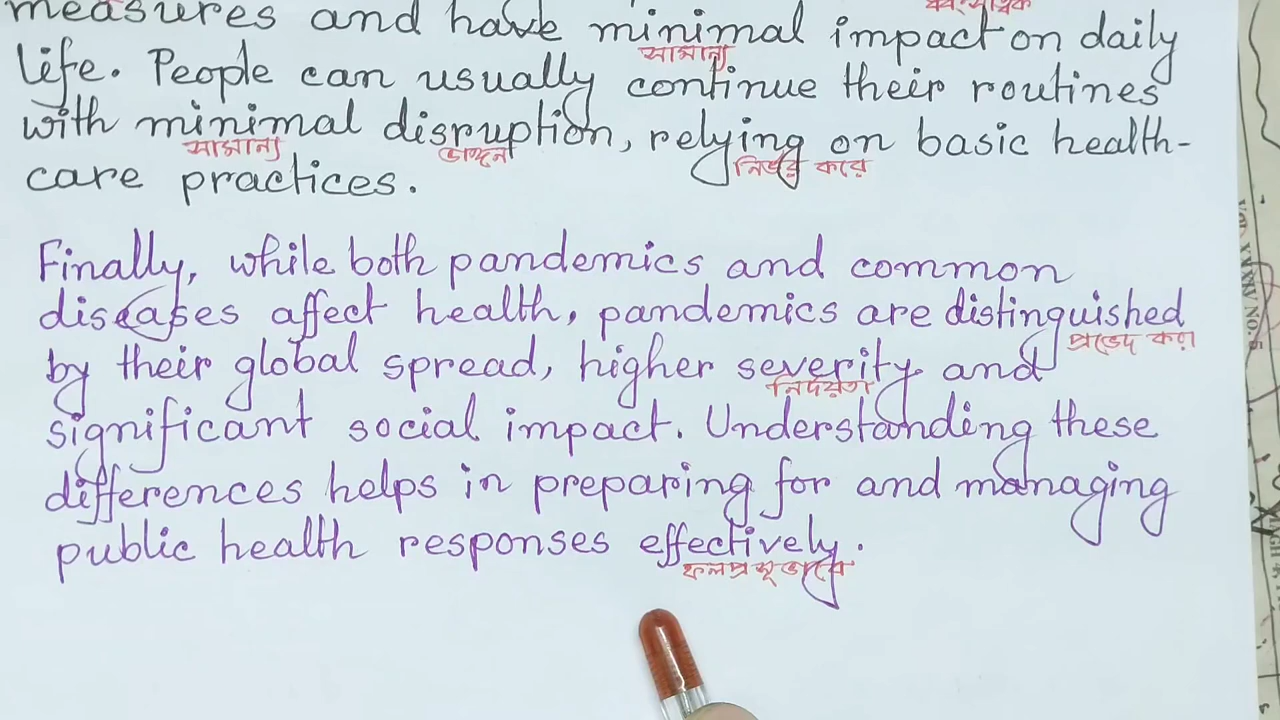 measures and have minimal impact on daily
সামান্য
life. People can usually continue their routines
with minimal disruption, relying on basic health-
সামান্য ভাঙ্গন নির্ভর করে
care practices.
Finally, while both pandemics and common
diseases affect health, pandemics are distinguished
প্রভেদ করা
by their global spread, higher severity and
নির্দয়তা
significant social impact. Understanding these
differences helps in preparing for and managing
public health responses effectively.
ফলপ্রসূভাবে